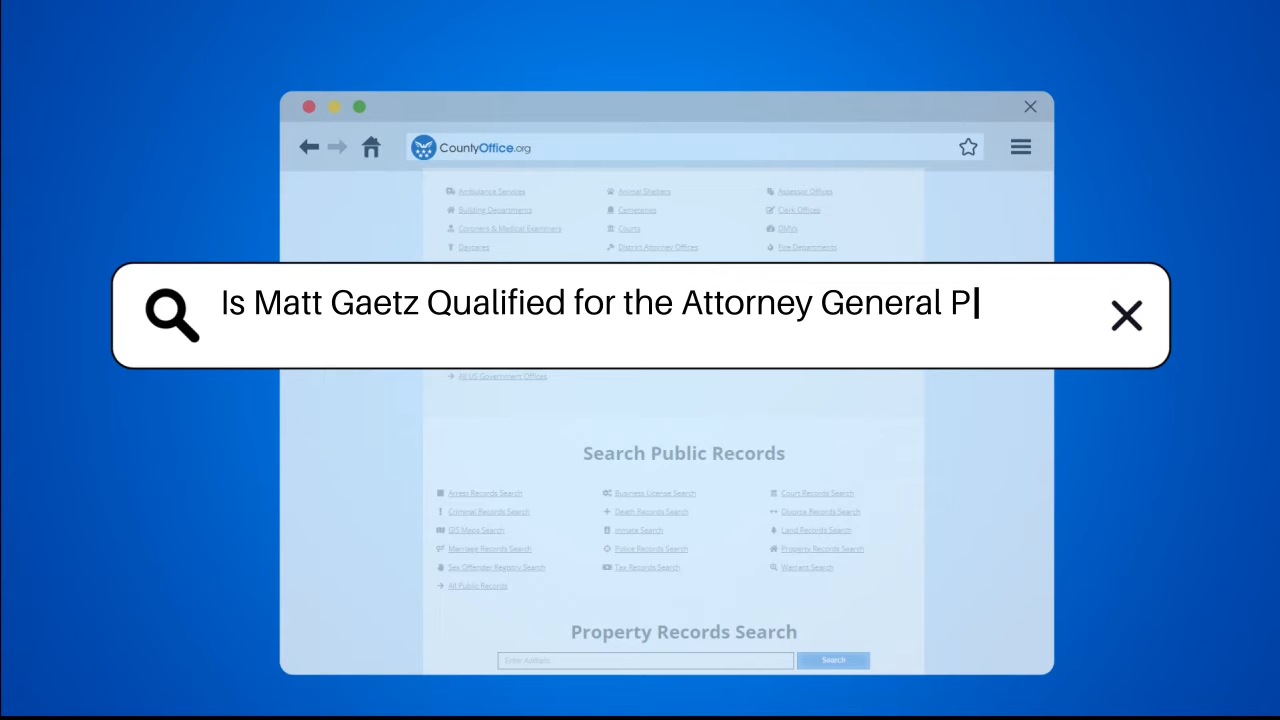 CountyOffice.org
Ambulance Services Animal Shelters Assessor Offices
Building Departments Cemeteries Clerk Offices
Coroners & Medical Examiners Courts DMVs
Daycares District Attorney Offices Fire Departments
Is Matt Gaetz Qualified for the Attorney General P
All US Government Offices
Search Public Records
Arrest Records Search Business License Search Court Records Search
Criminal Records Search Death Records Search Divorce Records Search
GIS Maps Search Inmate Search Land Records Search
Marriage Records Search Police Records Search Property Records Search
Sex Offender Registry Search Tax Records Search Warrant Search
All Public Records
Property Records Search
Enter Address Search